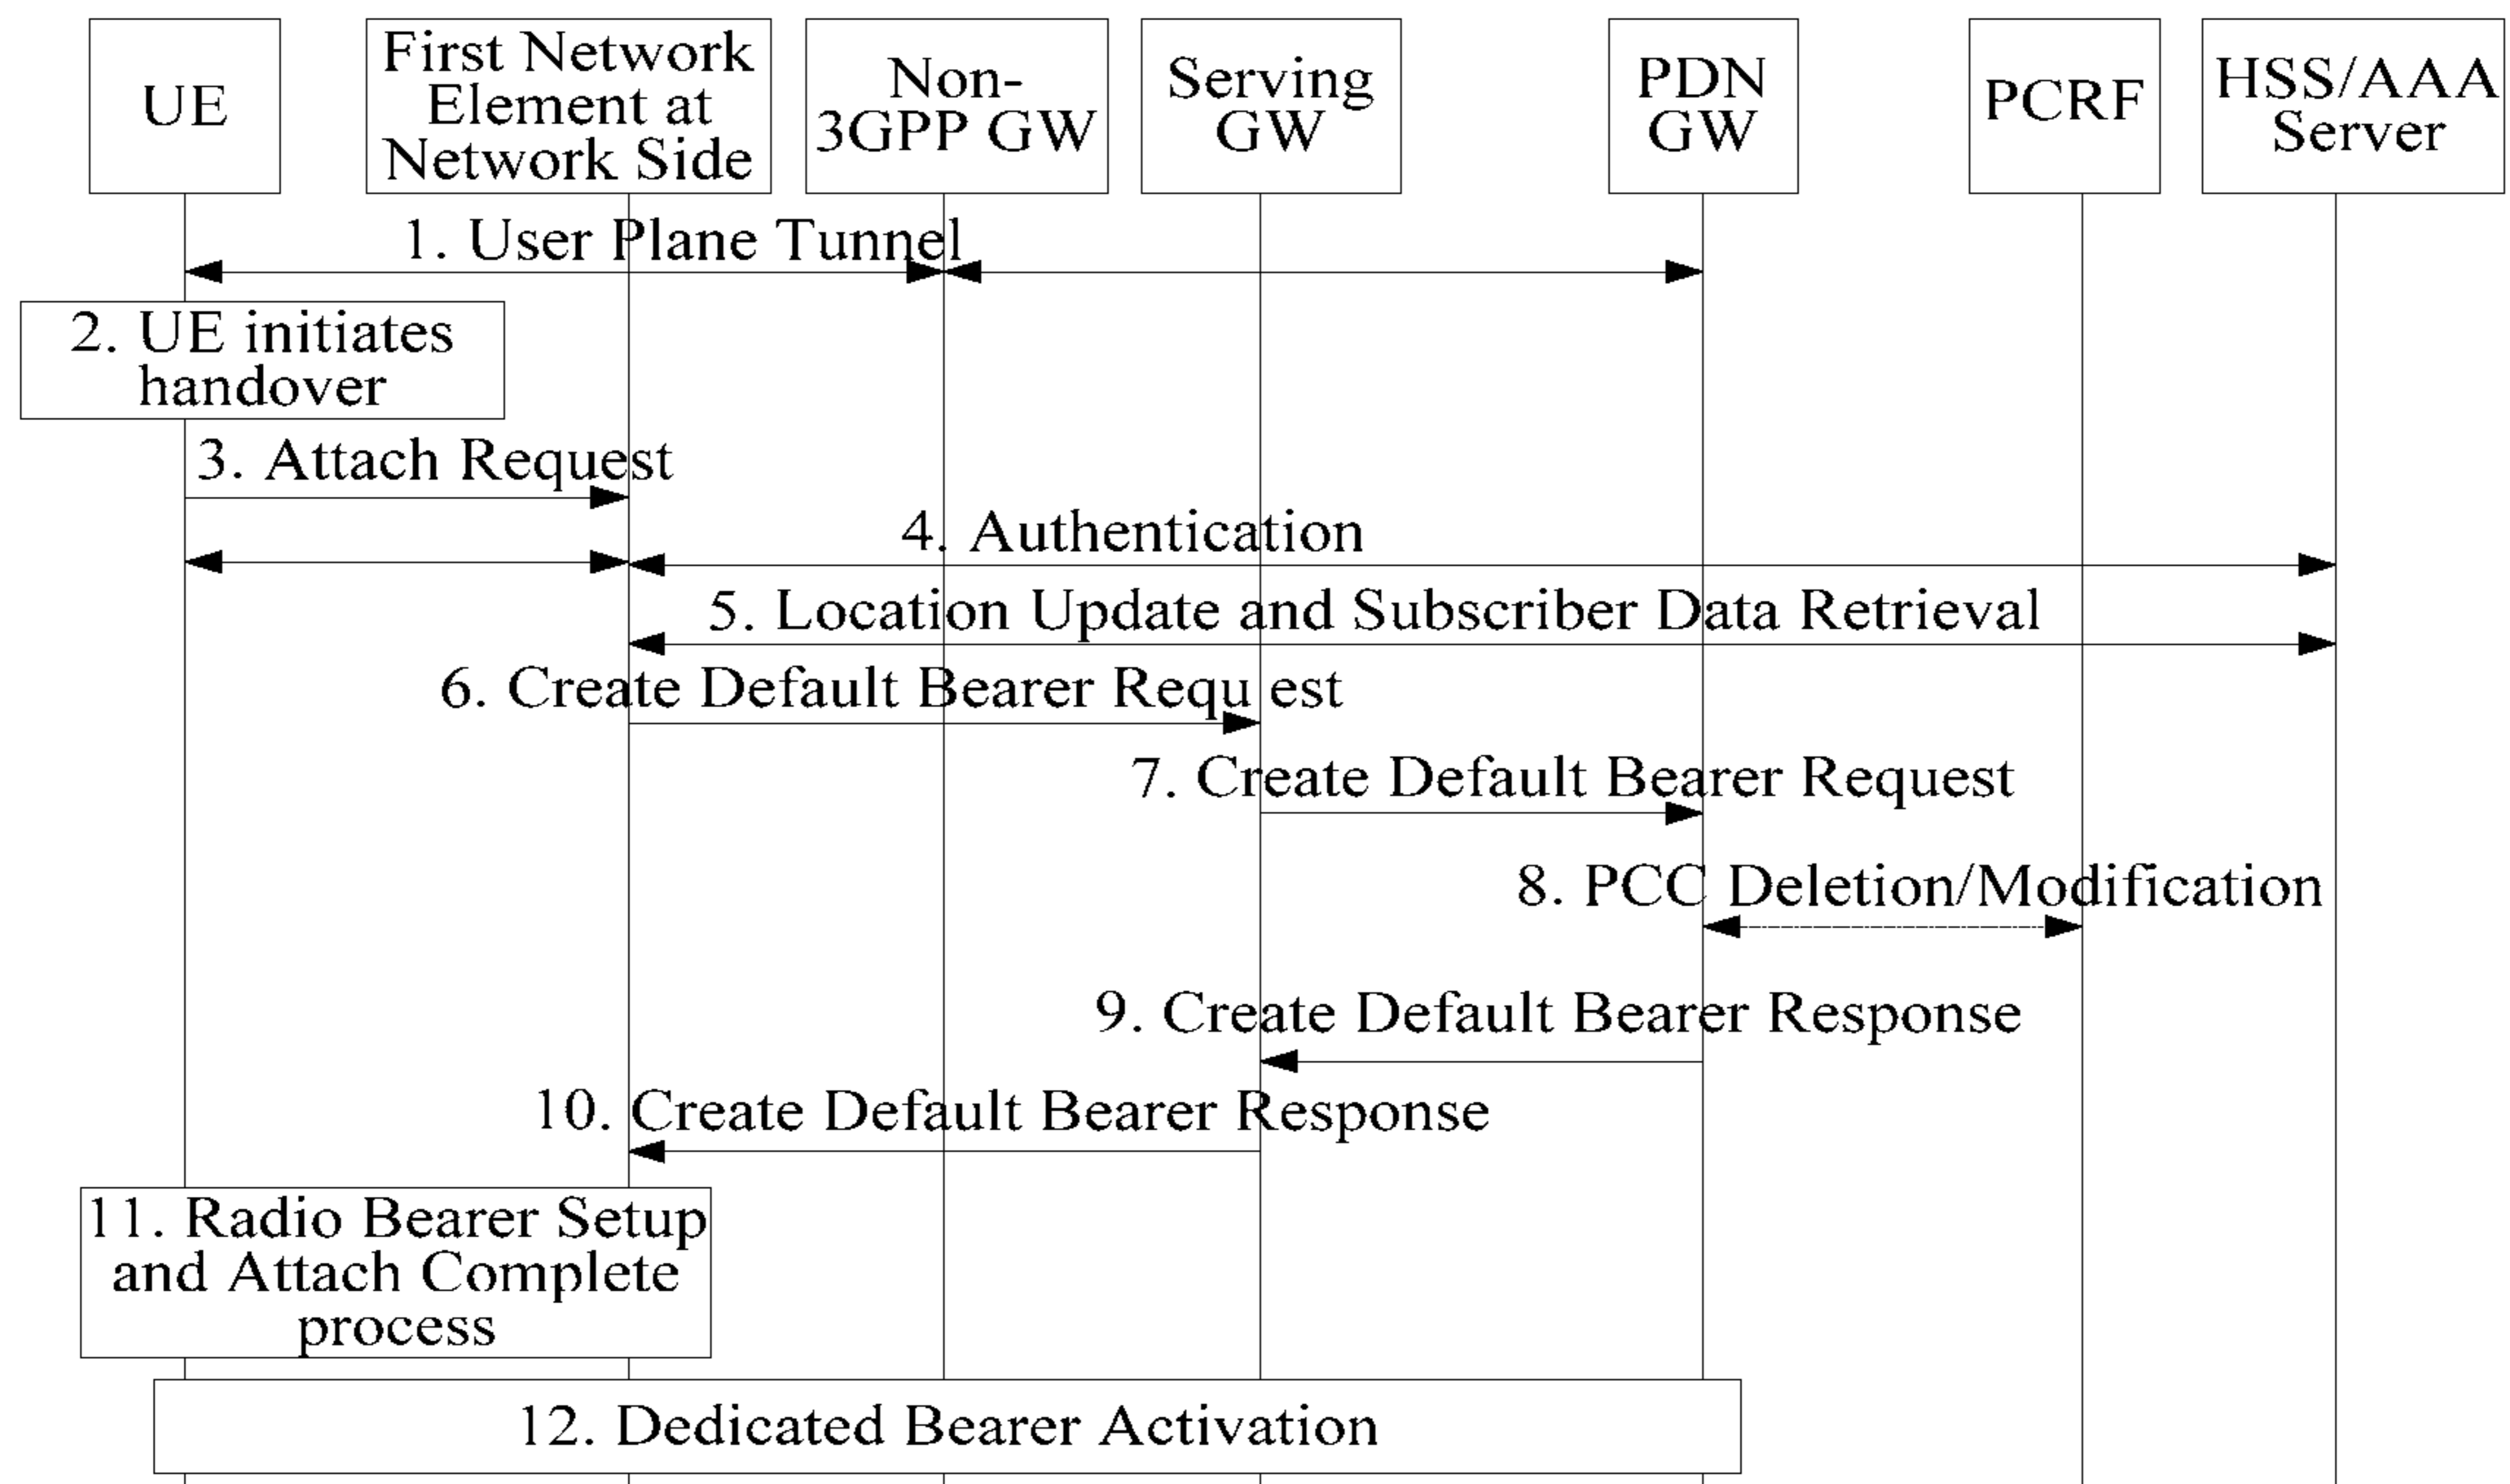 UE
First Network
Element at
Network Side
Non-
3GPP GW
Serving
GW
PDN
GW
PCRF
HSS/AAA
Server
1. User Plane Tunnel
2. UE initiates
handover
3. Attach Request
4. Authentication
5. Location Update and Subscriber Data Retrieval
6. Create Default Bearer Requ est
7. Create Default Bearer Request
8. PCC Deletion/Modification
9. Create Default Bearer Response
10. Create Default Bearer Response
11. Radio Bearer Setup
and Attach Complete
process
12. Dedicated Bearer Activation